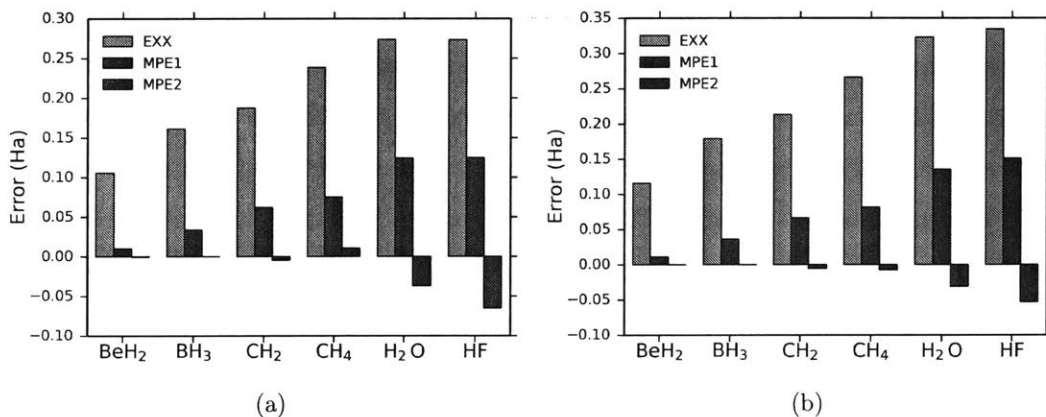 0.30
0.25
0.20
0.15
0.10
0.05
0.00
−0.05
−0.10
Error (Ha)
EXX
MPE1
MPE2
BeH₂ BH₃ CH₂ CH₄ H₂O HF
(a)
0.35
0.30
0.25
0.20
0.15
0.10
0.05
0.00
−0.05
−0.10
Error (Ha)
EXX
MPE1
MPE2
BeH₂ BH₃ CH₂ CH₄ H₂O HF
(b)